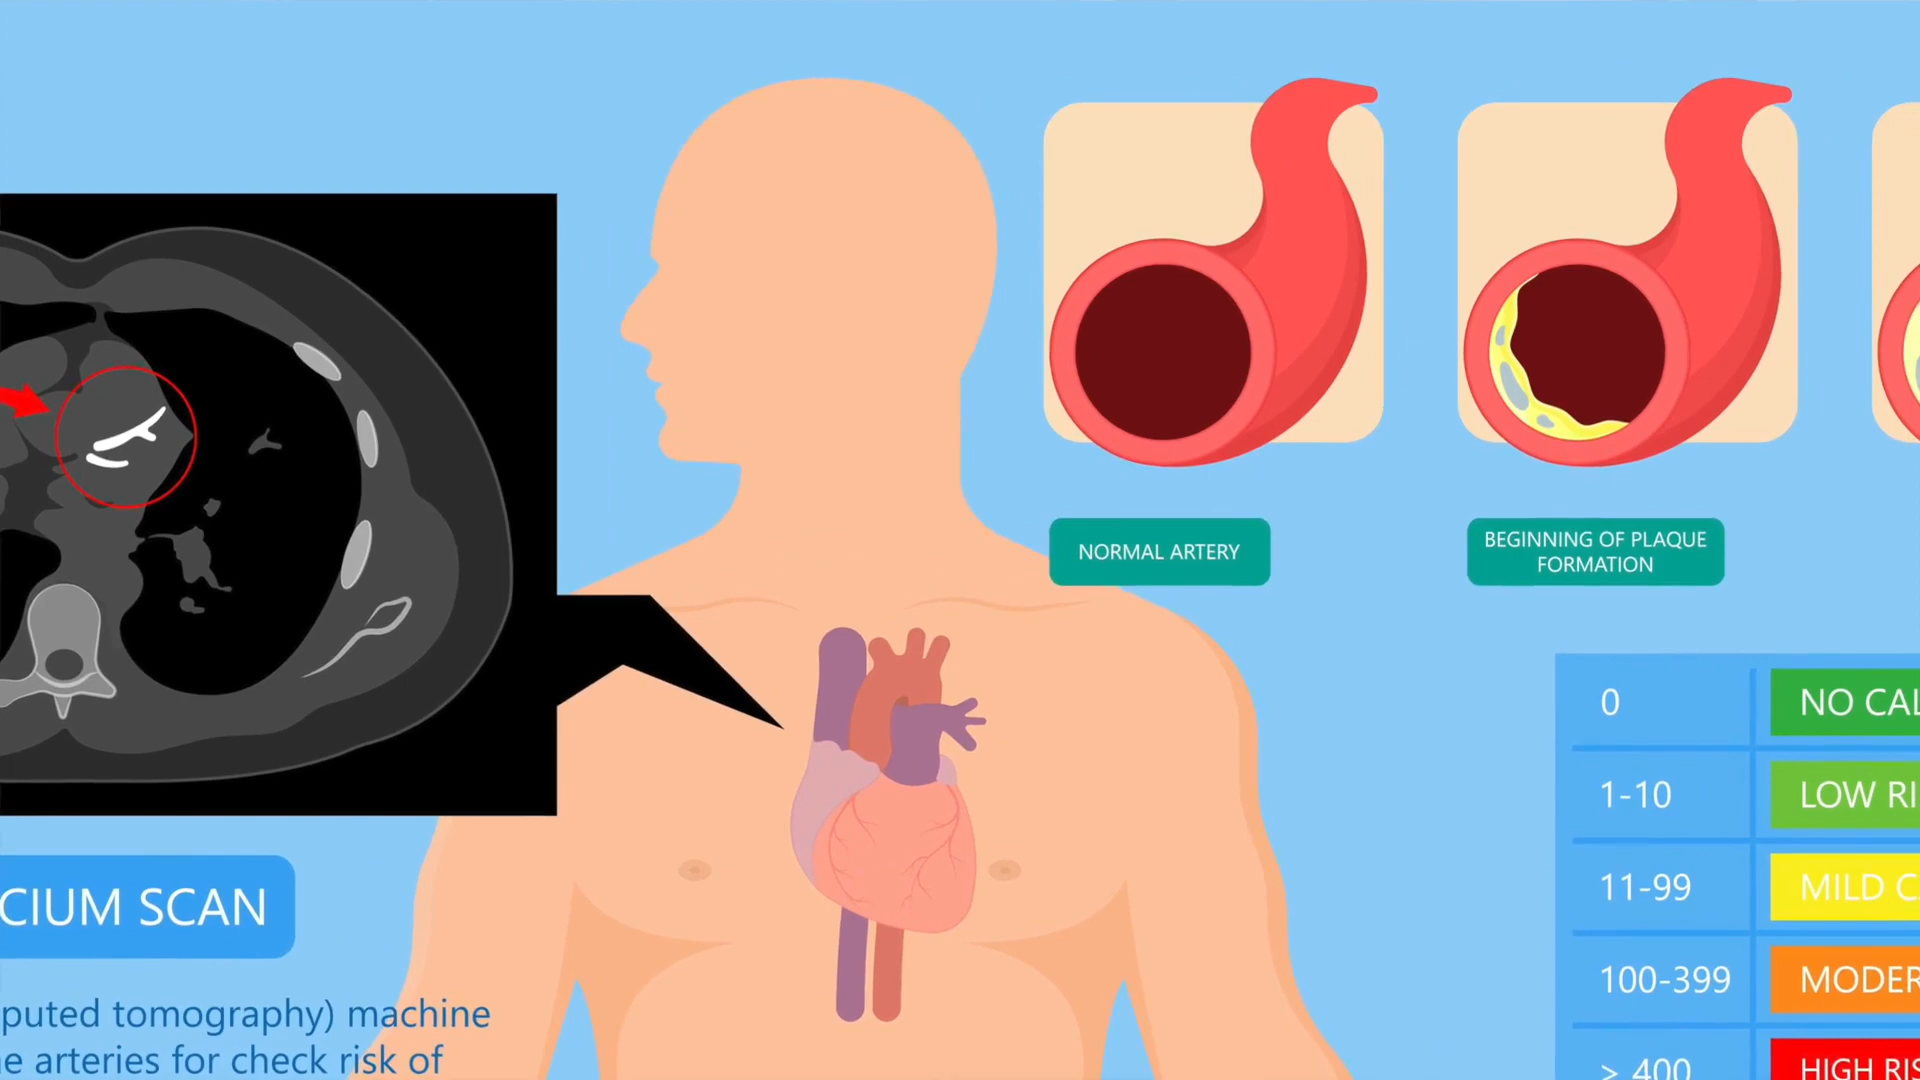 NORMAL ARTERY
BEGINNING OF PLAQUE
FORMATION
CIUM SCAN
puted tomography) machine
e arteries for check risk of
0 NO CAL
1-10 LOW RI
11-99 MILD C
100-399 MODER
> 400 HIGH RIS